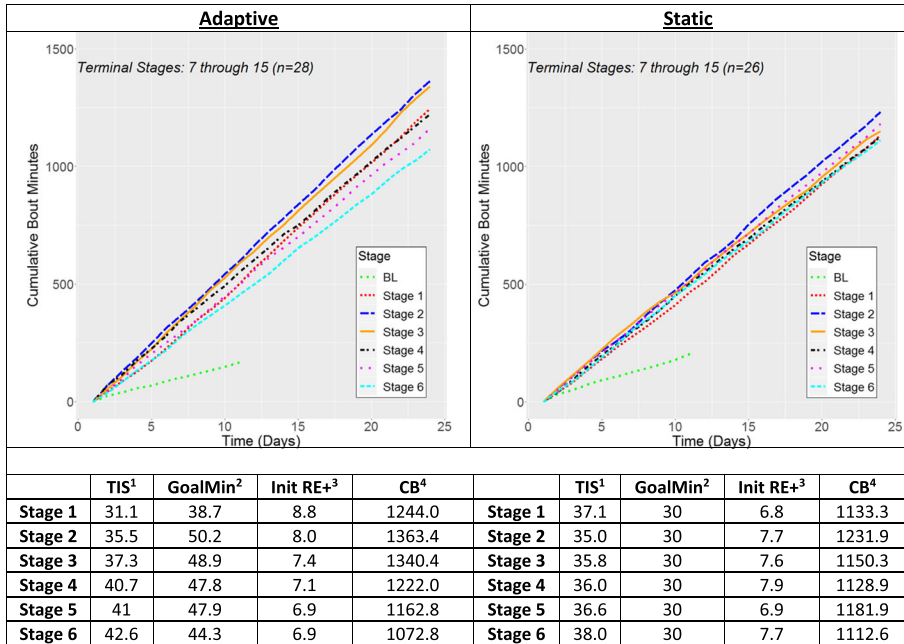 Adaptive
Static
Terminal Stages: 7 through 15 (n=28)
1500
1000
500
0
Cumulative Bout Minutes
0 5 10 15 20 25
Time (Days)
Stage
BL
Stage 1
Stage 2
Stage 3
Stage 4
Stage 5
Stage 6
Terminal Stages: 7 through 15 (n=26)
1500
1000
500
0
Cumulative Bout Minutes
0 5 10 15 20 25
Time (Days)
Stage
BL
Stage 1
Stage 2
Stage 3
Stage 4
Stage 5
Stage 6
TIS¹ GoalMin² Init RE+³ CB⁴ TIS¹ GoalMin² Init RE+³ CB⁴
Stage 1 31.1 38.7 8.8 1244.0 Stage 1 37.1 30 6.8 1133.3
Stage 2 35.5 50.2 8.0 1363.4 Stage 2 35.0 30 7.7 1231.9
Stage 3 37.3 48.9 7.4 1340.4 Stage 3 35.8 30 7.6 1150.3
Stage 4 40.7 47.8 7.1 1222.0 Stage 4 36.0 30 7.9 1128.9
Stage 5 41 47.9 6.9 1162.8 Stage 5 36.6 30 6.9 1181.9
Stage 6 42.6 44.3 6.9 1072.8 Stage 6 38.0 30 7.7 1112.6